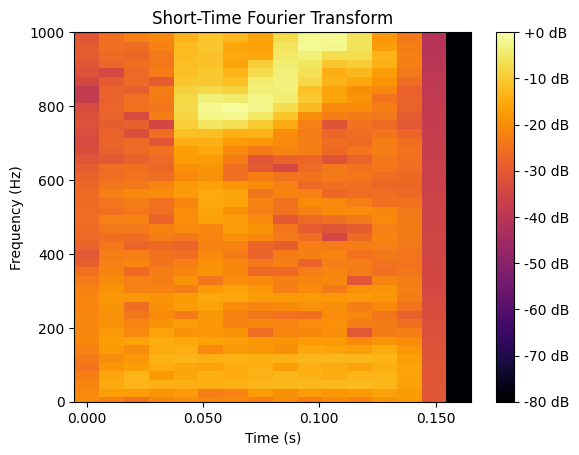 Short-Time Fourier Transform
1000
800
600
400
200
0
Frequency (Hz)
0.000
0.050
0.100
0.150
Time (s)
+0 dB
-10 dB
-20 dB
-30 dB
-40 dB
-50 dB
-60 dB
-70 dB
-80 dB